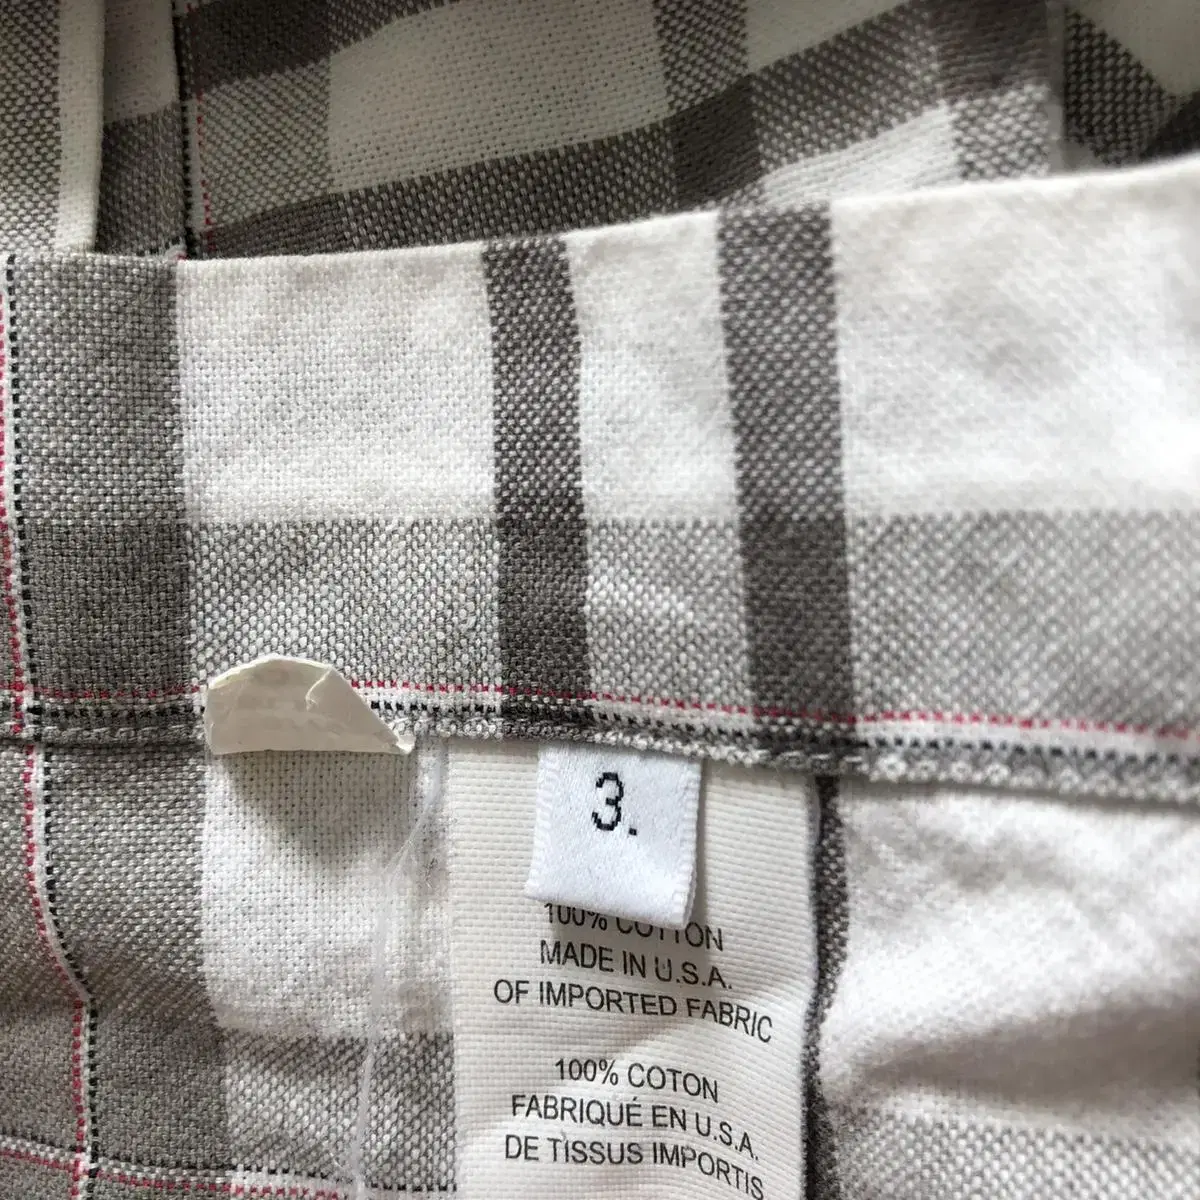 3.
100% COTTON
MADE IN U.S.A.
OF IMPORTED FABRIC
100% COTON
FABRIQUÉ EN U.S.A.
DE TISSUS IMPORTIS